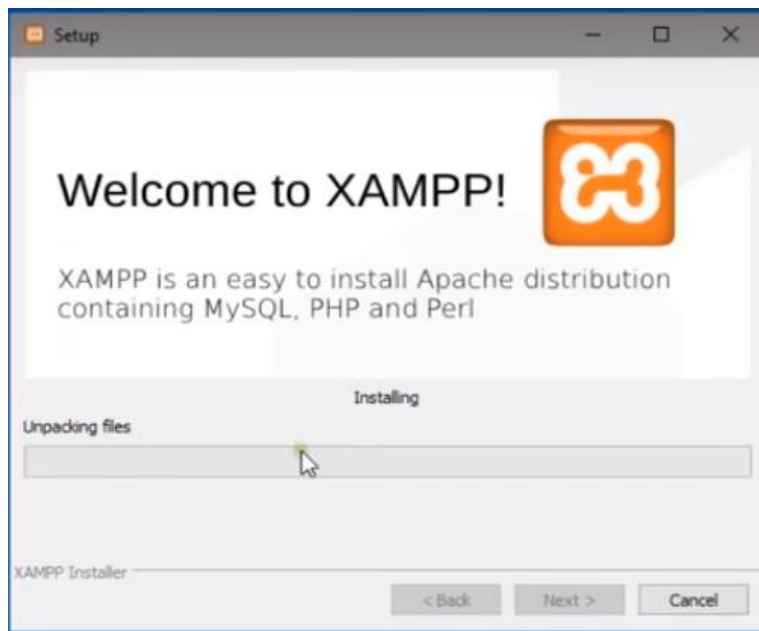 Setup
Welcome to XAMPP!
XAMPP is an easy to install Apache distribution
containing MySQL, PHP and Perl
Installing
Unpacking files
XAMPP Installer
< Back
Next >
Cancel